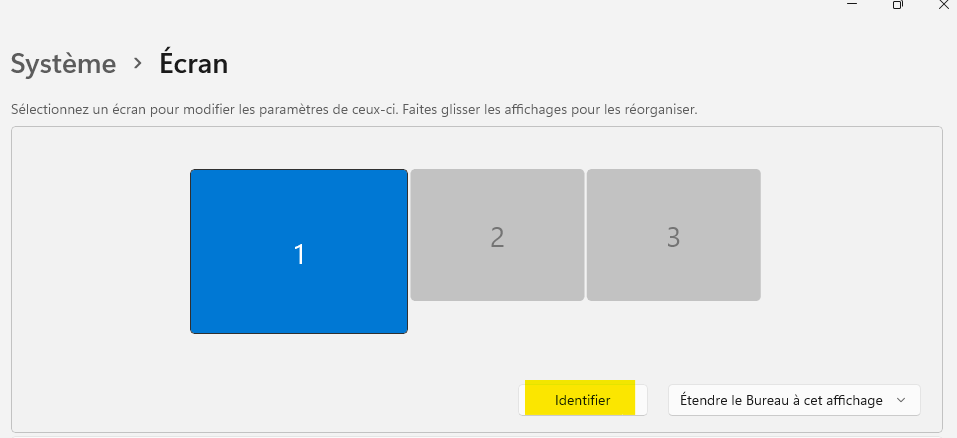 Système > Écran
Sélectionnez un écran pour modifier les paramètres de ceux-ci. Faites glisser les affichages pour les réorganiser.
1 2 3
Identifier Étendre le Bureau à cet affichage